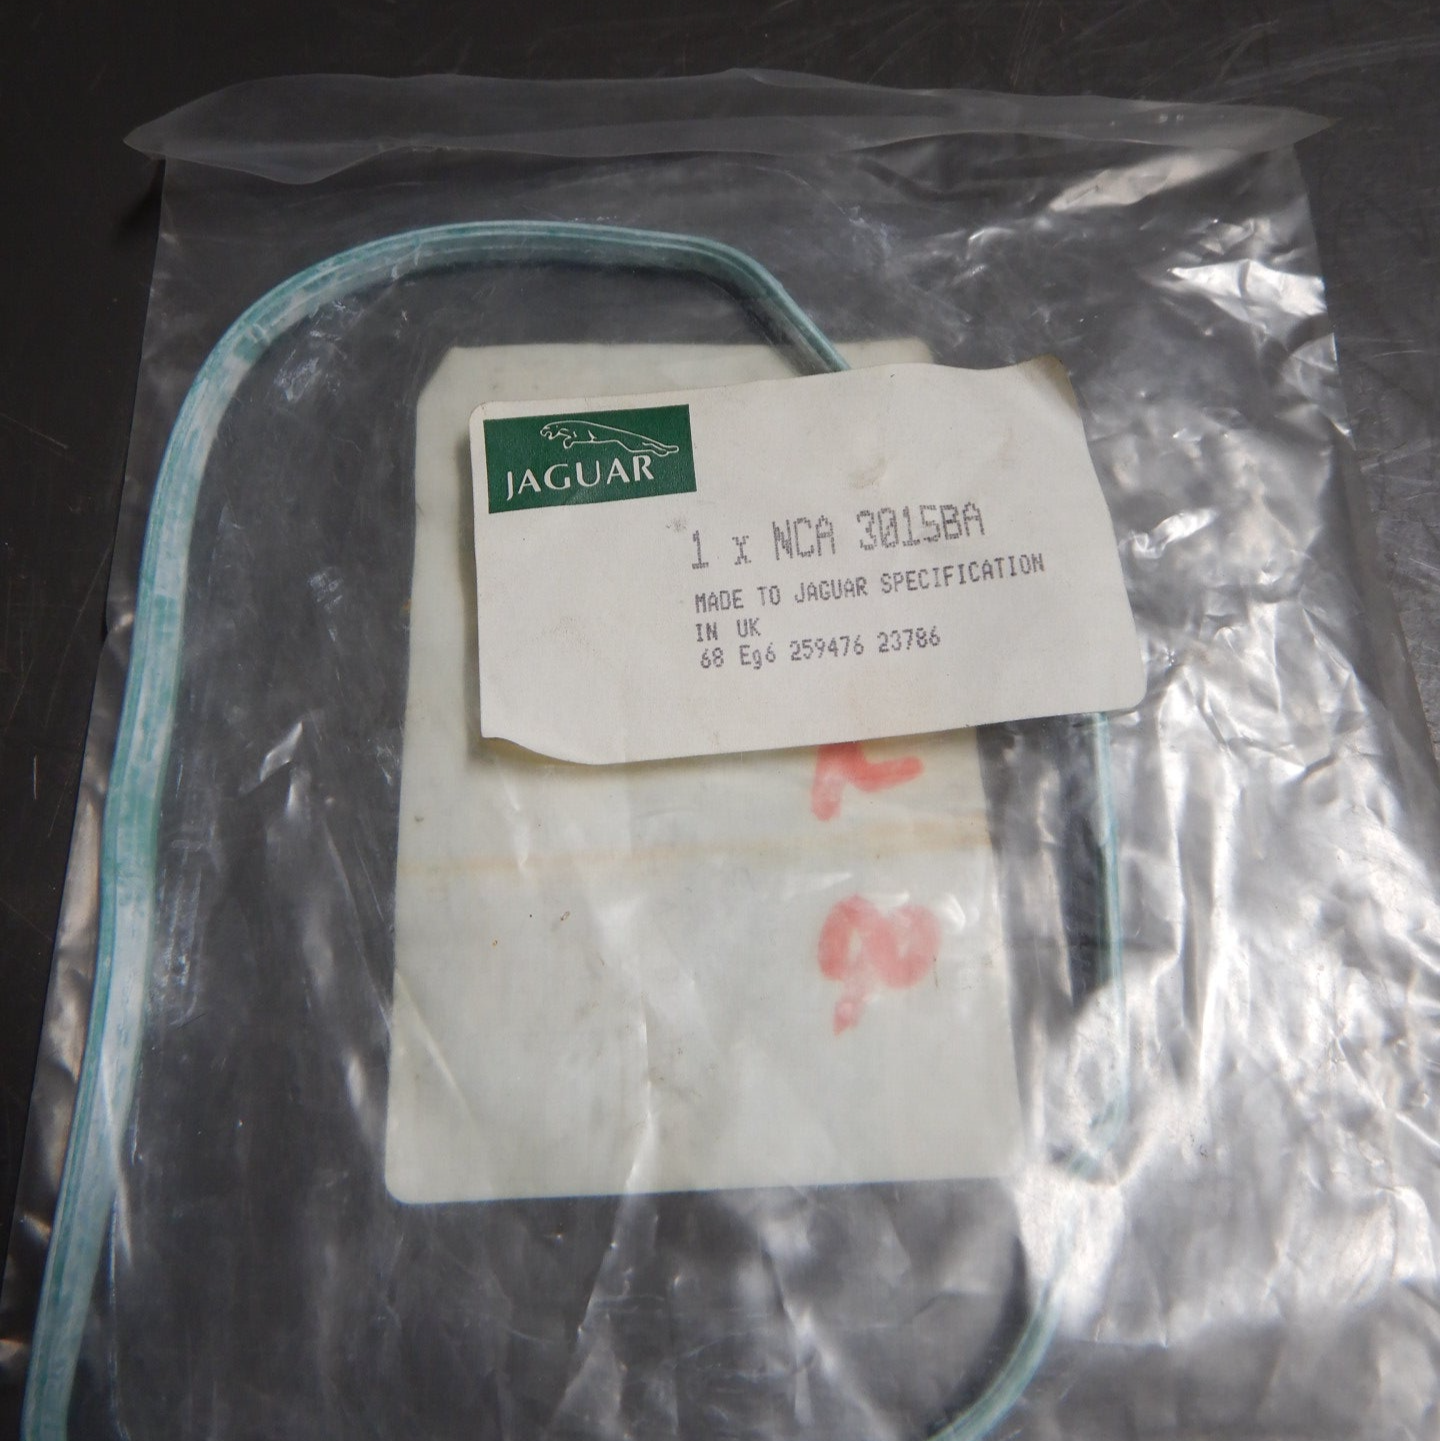 JAGUAR
1 x NCA 3015BA
MADE TO JAGUAR SPECIFICATION
IN UK
68 Eg6 259476 23786